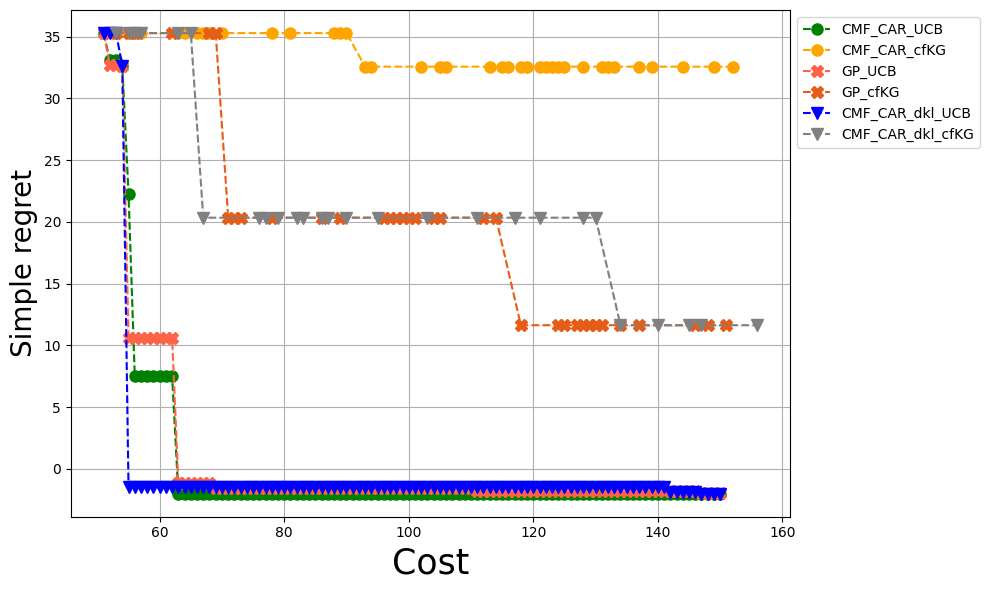 CMF_CAR_UCB
CMF_CAR_cfKG
GP_UCB
GP_cfKG
CMF_CAR_dkl_UCB
CMF_CAR_dkl_cfKG
Simple regret
35
30
25
20
15
10
5
0
60 80 100 120 140 160
Cost